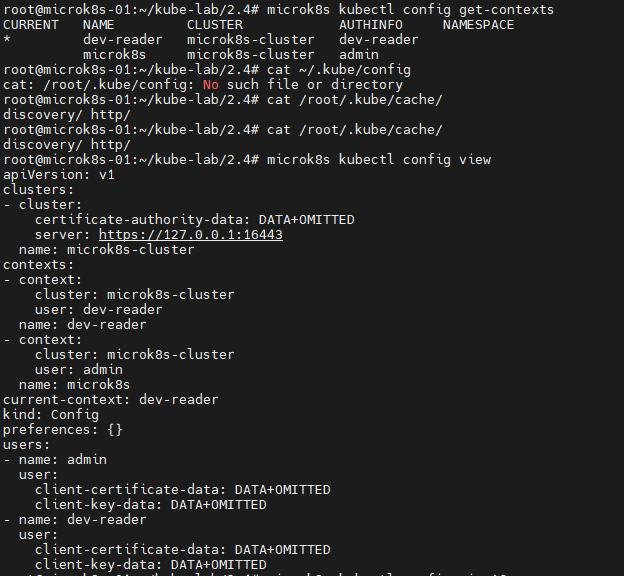 root@microk8s-01:~/kube-lab/2.4# microk8s kubectl config get-contexts
CURRENT   NAME         CLUSTER            AUTHINFO     NAMESPACE
*         dev-reader   microk8s-cluster   dev-reader
          microk8s     microk8s-cluster   admin
root@microk8s-01:~/kube-lab/2.4# cat ~/.kube/config
cat: /root/.kube/config: No such file or directory
root@microk8s-01:~/kube-lab/2.4# cat /root/.kube/cache/
discovery/ http/
root@microk8s-01:~/kube-lab/2.4# cat /root/.kube/cache/
discovery/ http/
root@microk8s-01:~/kube-lab/2.4# microk8s kubectl config view
apiVersion: v1
clusters:
- cluster:
    certificate-authority-data: DATA+OMITTED
    server: https://127.0.0.1:16443
  name: microk8s-cluster
contexts:
- context:
    cluster: microk8s-cluster
    user: dev-reader
  name: dev-reader
- context:
    cluster: microk8s-cluster
    user: admin
  name: microk8s
current-context: dev-reader
kind: Config
preferences: {}
users:
- name: admin
  user:
    client-certificate-data: DATA+OMITTED
    client-key-data: DATA+OMITTED
- name: dev-reader
  user:
    client-certificate-data: DATA+OMITTED
    client-key-data: DATA+OMITTED